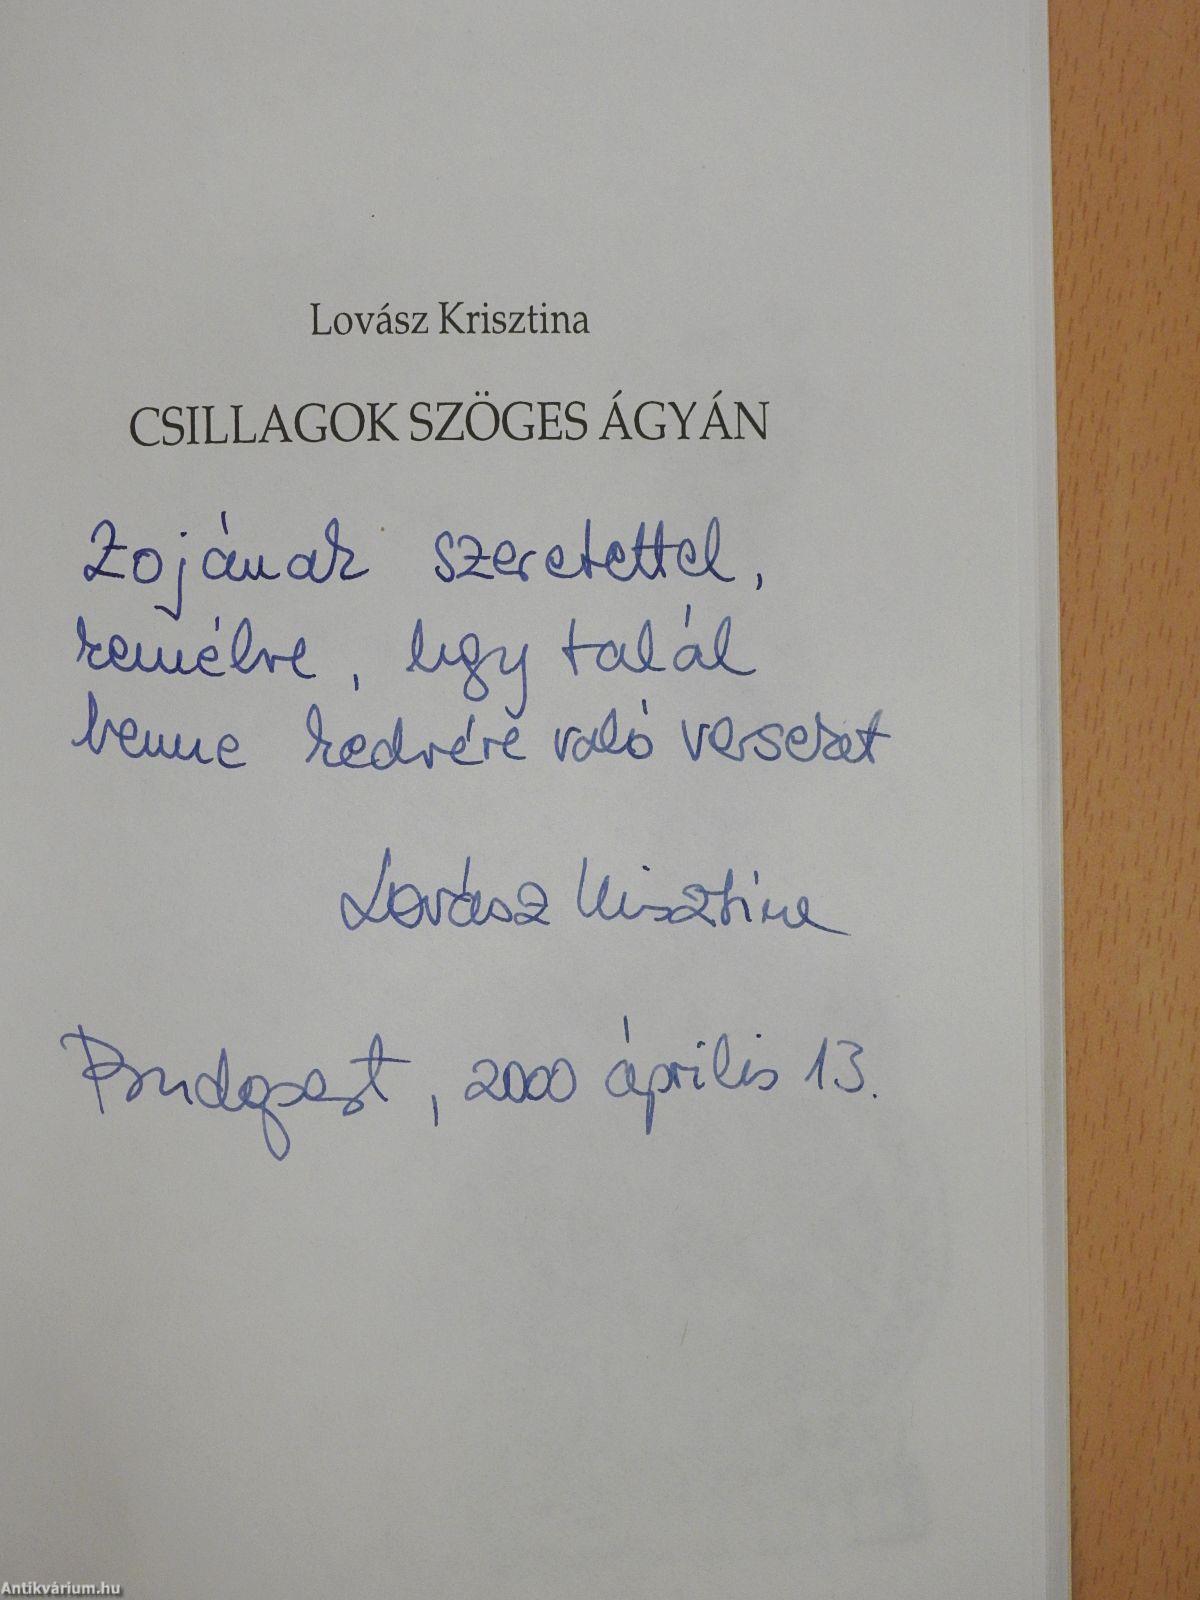 Lovász Krisztina
CSILLAGOK SZÖGES ÁGYÁN
Zojának szeretettel,
remélve, hogy talál
benne kedvére való verseket
Lovász Krisztina
Budapest, 2000 április 13.
Antikvárium.hu